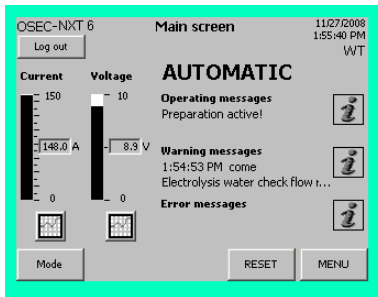 OSEC-NXT 6 Main screen 11/27/2008
1:55:40 PM
Log out WT
Current Voltage AUTOMATIC
150 10 Operating messages
Preparation active!
148.0 A 8.9 V Warning messages
1:54:53 PM come
Electrolysis water check flow r...
0 0 Error messages
Mode RESET MENU